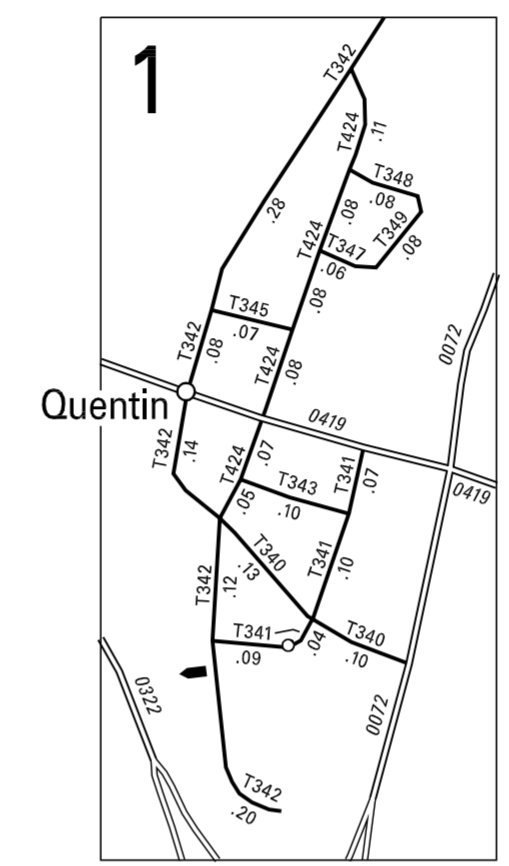 1
T342
T424
.11
T348
.08
.28
.08
T349
T424
T347
.08
.06
.08
T345
.07
T342
.08
T424
.08
0072
Quentin
0419
T342
.14
T424
.07
T341
.07
0419
T343
.05
.10
T340
.13
T341
.10
T342
.12
T341
.04
T340
.09
.10
0322
0072
T342
.20